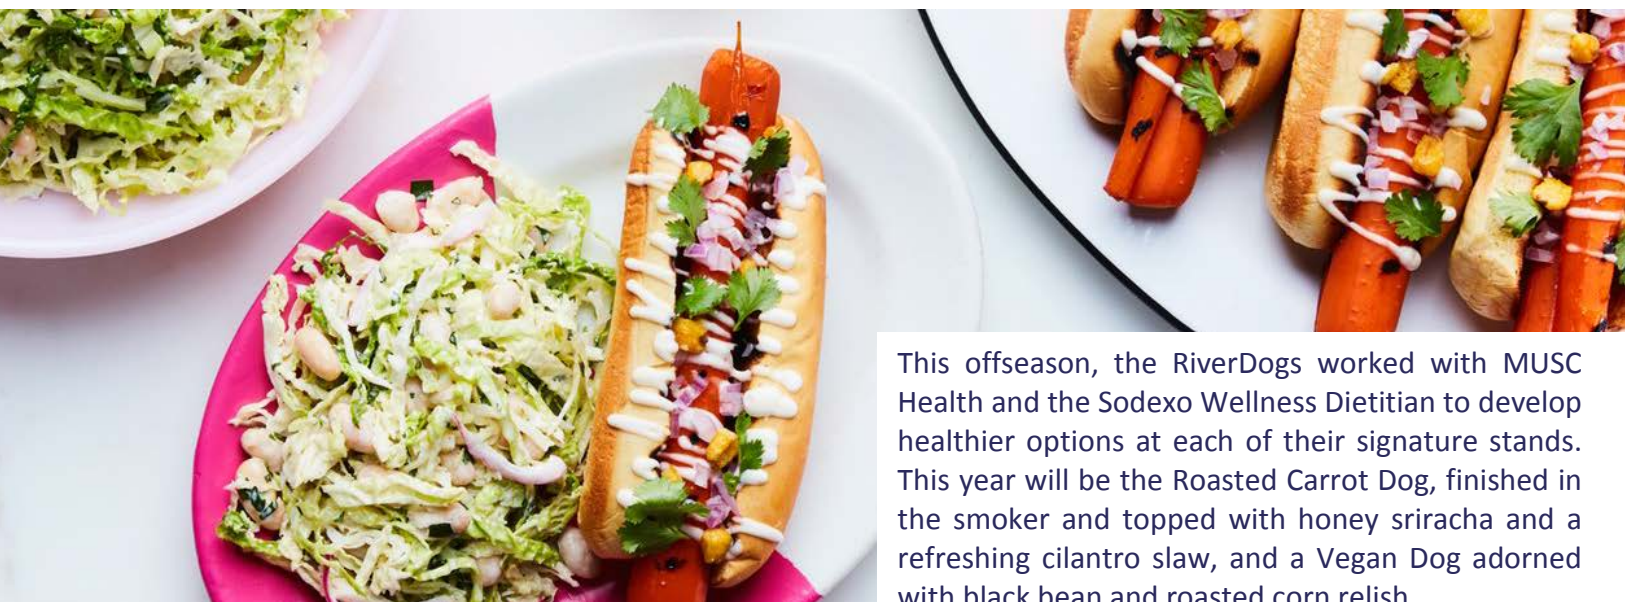 This offseason, the RiverDogs worked with MUSC
Health and the Sodexo Wellness Dietitian to develop
healthier options at each of their signature stands.
This year will be the Roasted Carrot Dog, finished in
the smoker and topped with honey sriracha and a
refreshing cilantro slaw, and a Vegan Dog adorned
with black bean and roasted corn relish.